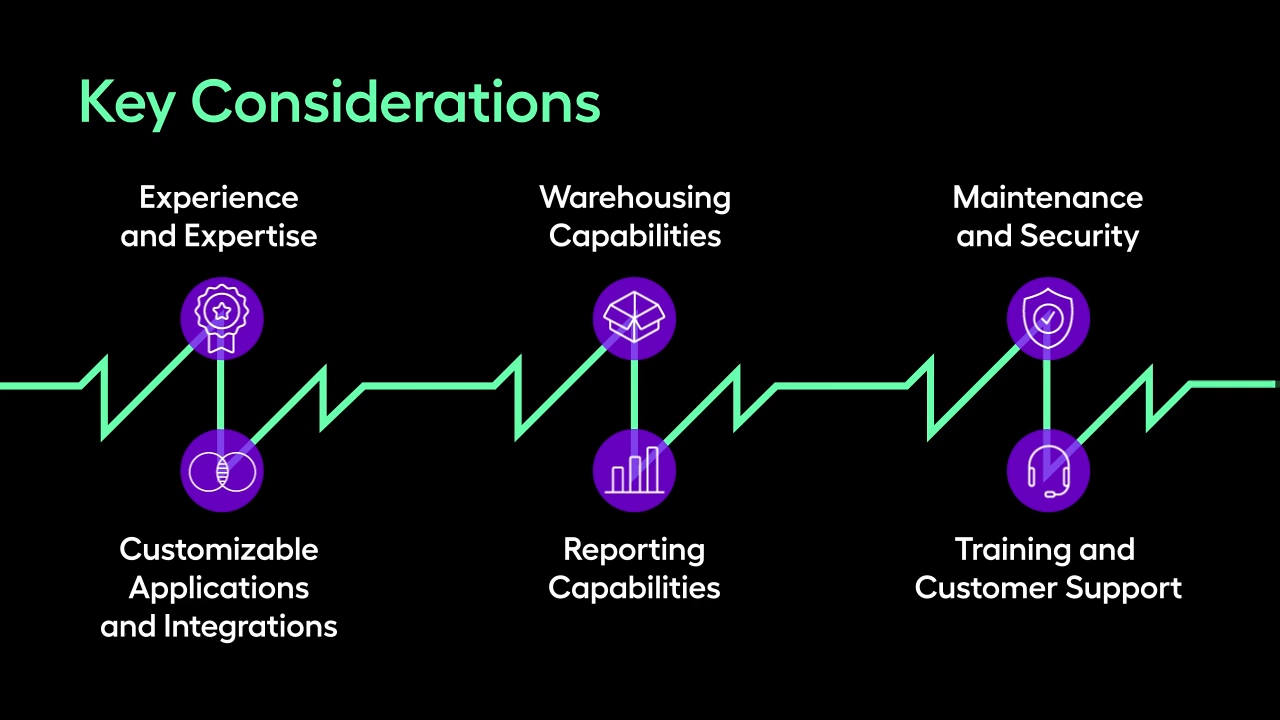 Key Considerations
Experience
and Expertise
Customizable
Applications
and Integrations
Warehousing
Capabilities
Reporting
Capabilities
Maintenance
and Security
Training and
Customer Support